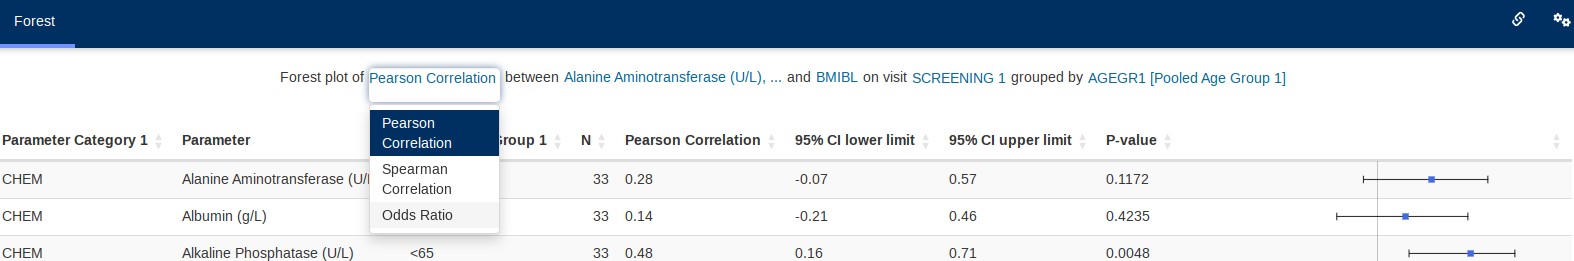 Forest
Forest plot of Pearson Correlation between Alanine Aminotransferase (U/L), ... and BMIBL on visit SCREENING 1 grouped by AGEGR1 [Pooled Age Group 1]
Pearson
Correlation
Spearman
Correlation
Odds Ratio
Parameter Category 1 Parameter Group 1 N Pearson Correlation 95% CI lower limit 95% CI upper limit P-value
CHEM Alanine Aminotransferase (U/ 33 0.28 -0.07 0.57 0.1172
CHEM Albumin (g/L) 33 0.14 -0.21 0.46 0.4235
CHEM Alkaline Phosphatase (U/L) <65 33 0.48 0.16 0.71 0.0048